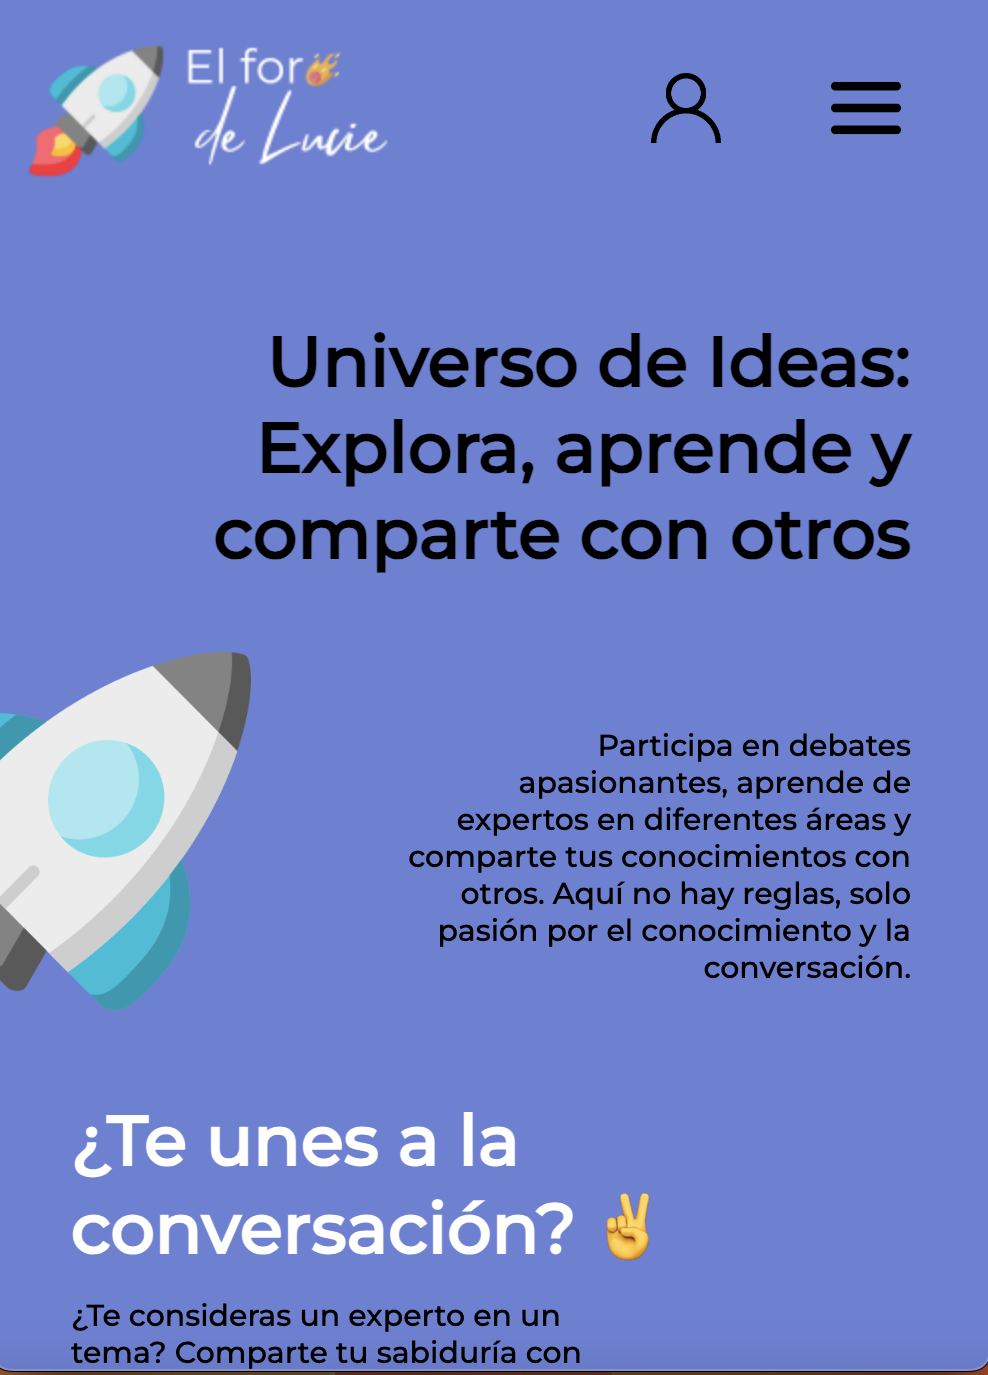 El for
de Lucie
Universo de Ideas:
Explora, aprende y
comparte con otros
Participa en debates
apasionantes, aprende de
expertos en diferentes áreas y
comparte tus conocimientos con
otros. Aquí no hay reglas, solo
pasión por el conocimiento y la
conversación.
¿Te unes a la
conversación? ✌️
¿Te consideras un experto en un
tema? Comparte tu sabiduría con